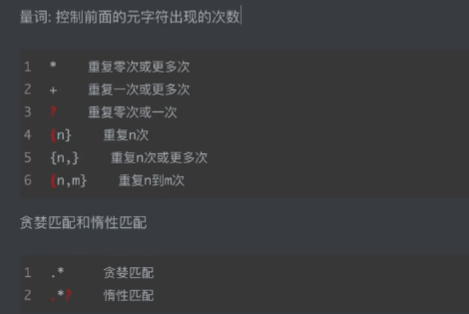 量词: 控制前面的元字符出现的次数
1 * 重复零次或更多次
2 + 重复一次或更多次
3 ? 重复零次或一次
4 {n} 重复n次
5 {n,} 重复n次或更多次
6 {n,m} 重复n到m次
贪婪匹配和惰性匹配
1 .* 贪婪匹配
2 .*? 惰性匹配